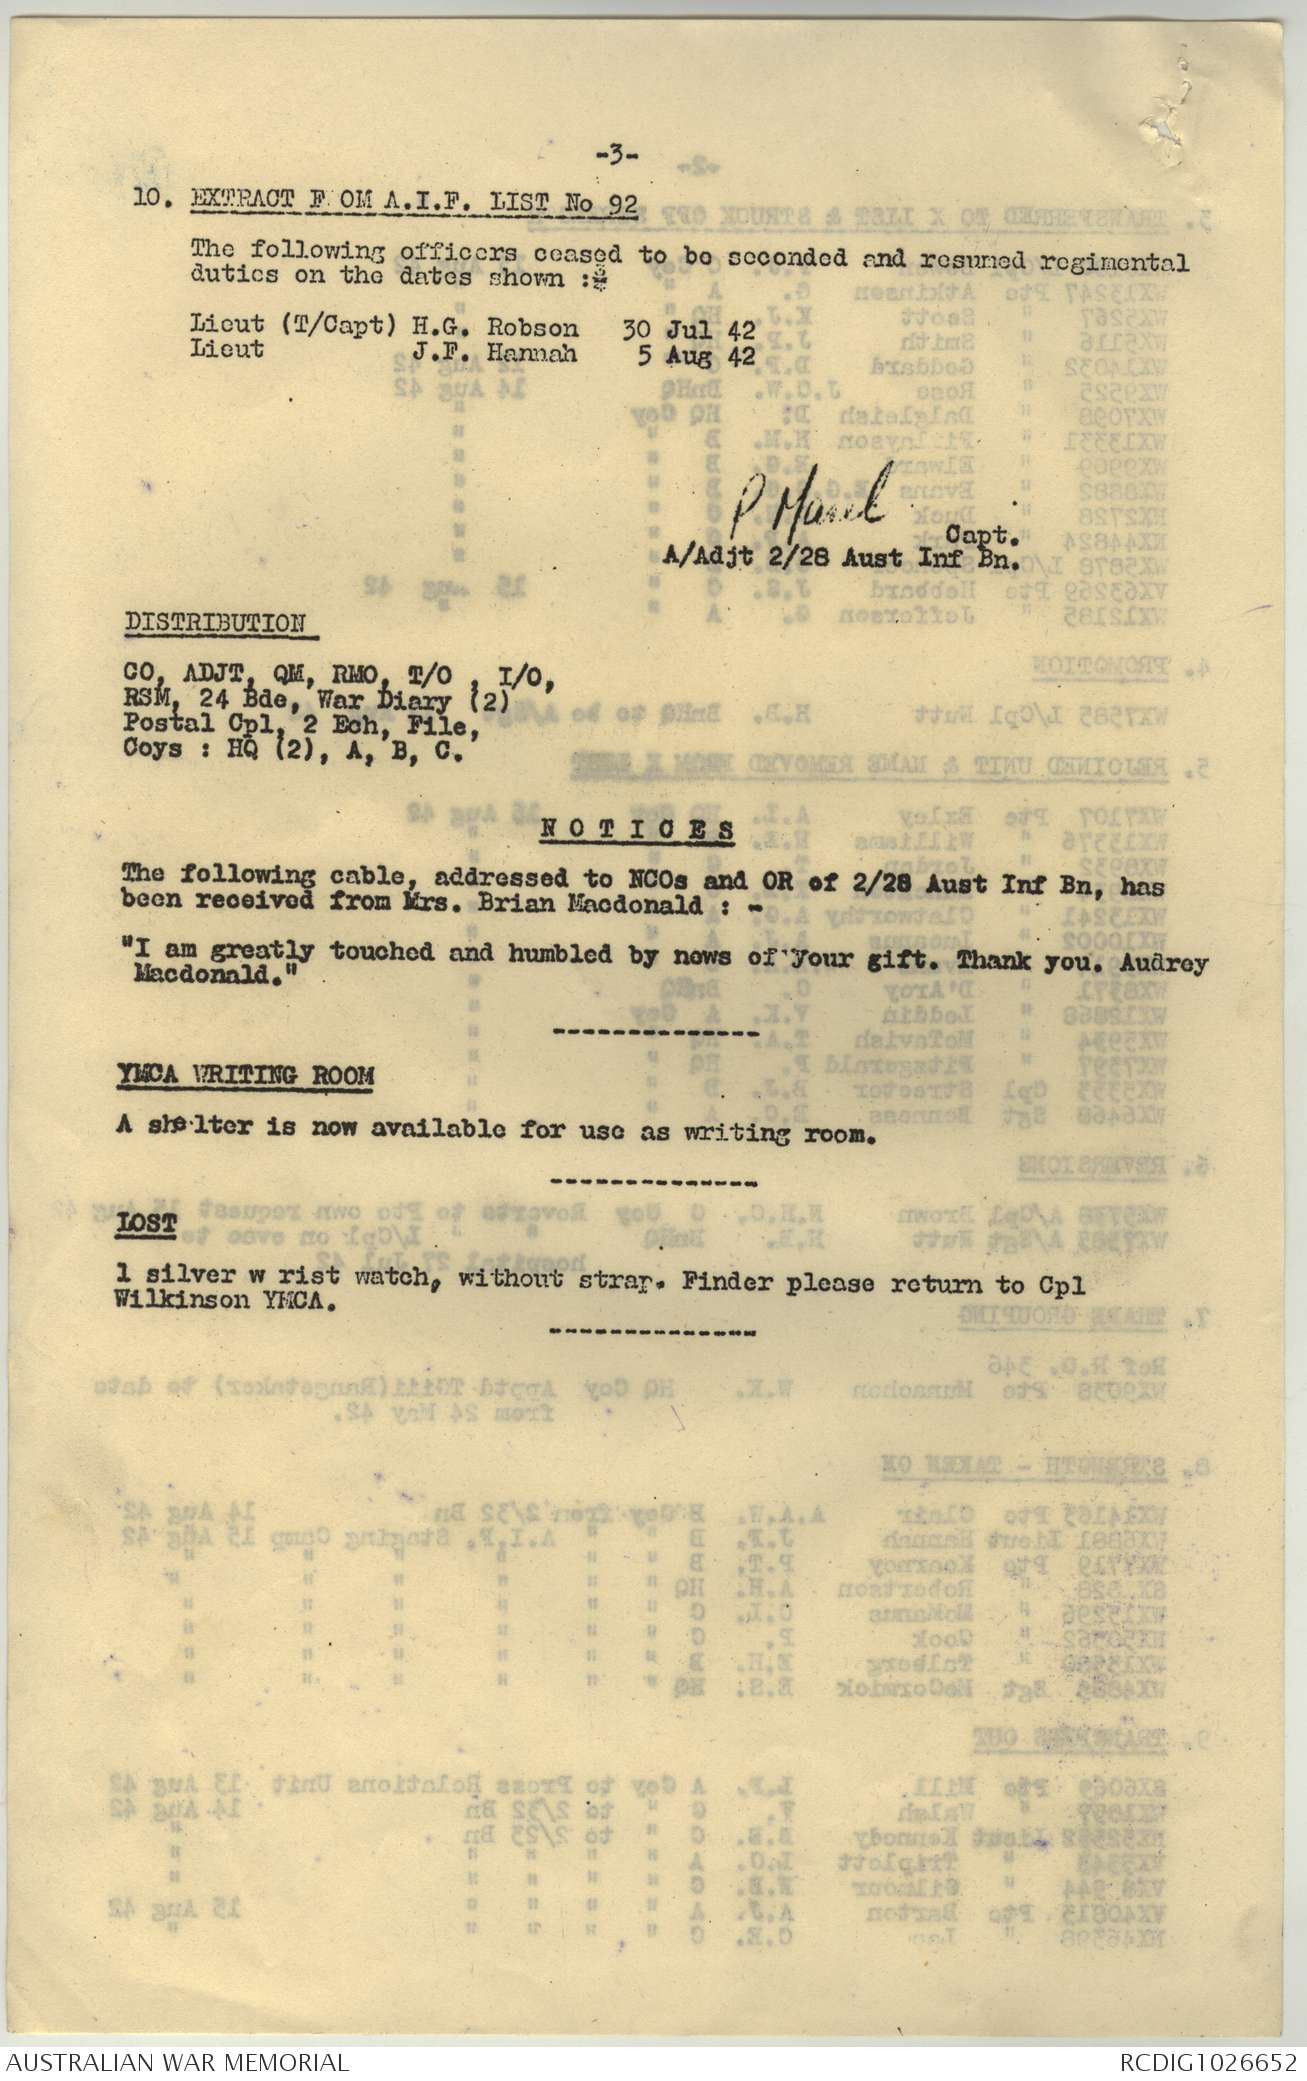 -3-
10. EXTRACT F OM A.I.F. LIST No 92
The following officers ceased to be seconded and resumed regimental
duties on the dates shown :-
Lieut (T/Capt) H.G. Robson 30 Jul 42
Lieut J.F. Hannah 5 Aug 42
Capt.
A/Adjt 2/28 Aust Inf Bn.
DISTRIBUTION
CO, ADJT, QM, RMO, T/O , I/O,
RSM, 24 Bde, War Diary (2)
Postal Cpl, 2 Ech, File,
Coys : HQ (2), A, B, C.
N O T I C E S
The following cable, addressed to NCOs and OR of 2/28 Aust Inf Bn, has
been received from Mrs. Brian Macdonald : -
"I am greatly touched and humbled by news of your gift. Thank you. Audrey
Macdonald."
--------------
YMCA WRITING ROOM
A shelter is now available for use as writing room.
--------------
LOST
1 silver w rist watch, without strap. Finder please return to Cpl
Wilkinson YMCA.
--------------
AUSTRALIAN WAR MEMORIAL
RCDIG1026652